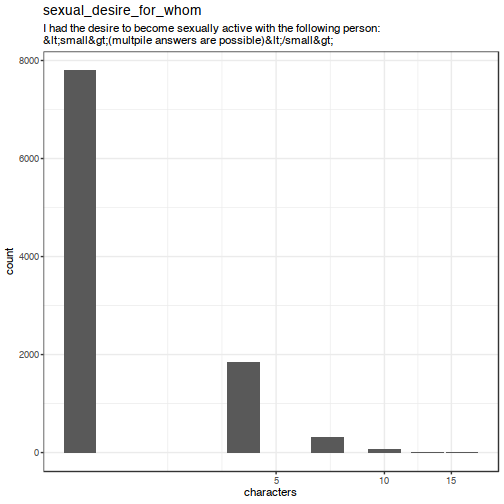 sexual_desire_for_whom
I had the desire to become sexually active with the following person:
&lt;small&gt;(multpile answers are possible)&lt;/small&gt;
8000
6000
4000
2000
0
count
5
10
15
characters